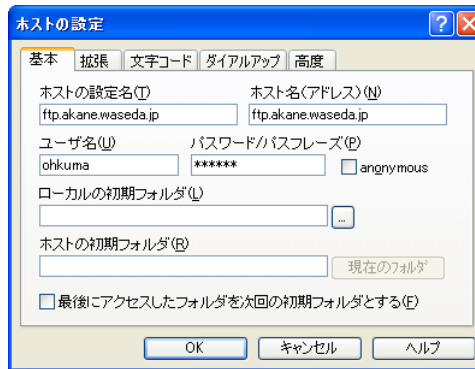 ホストの設定
基本 拡張 文字コード ダイアルアップ 高度
ホストの設定名(T) ホスト名(アドレス)(N)
ftp.akane.waseda.jp ftp.akane.waseda.jp
ユーザ名(U) パスワード/パスフレーズ(P)
ohkuma ****** anonymous
ローカルの初期フォルダ(L)
...
ホストの初期フォルダ(R)
現在のフォルダ
最後にアクセスしたフォルダを次回の初期フォルダとする(F)
OK キャンセル ヘルプ